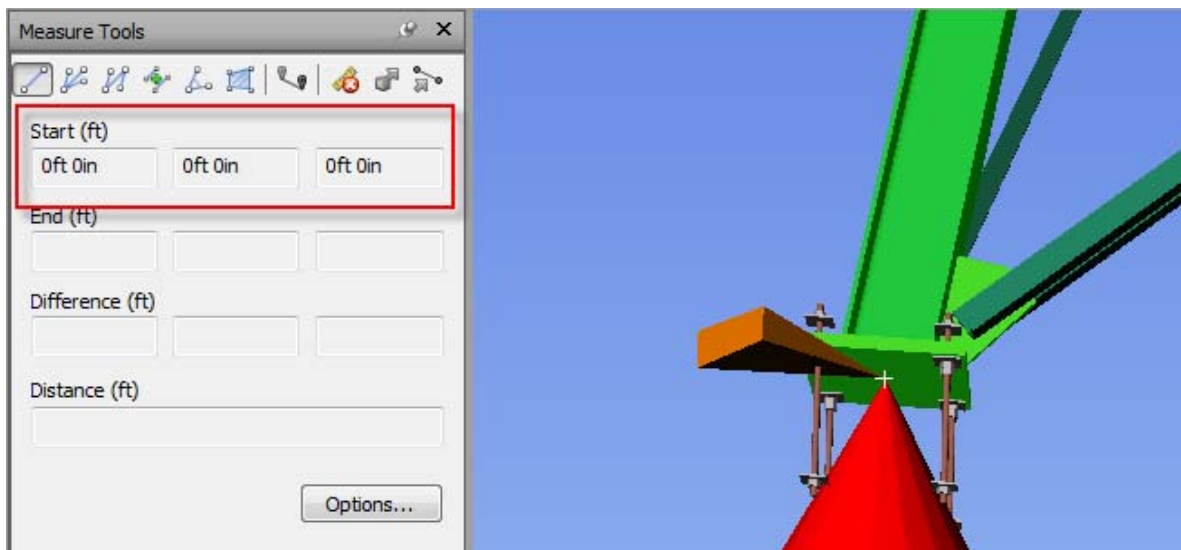 Measure Tools
Start (ft)
0ft 0in 0ft 0in 0ft 0in
End (ft)
Difference (ft)
Distance (ft)
Options...